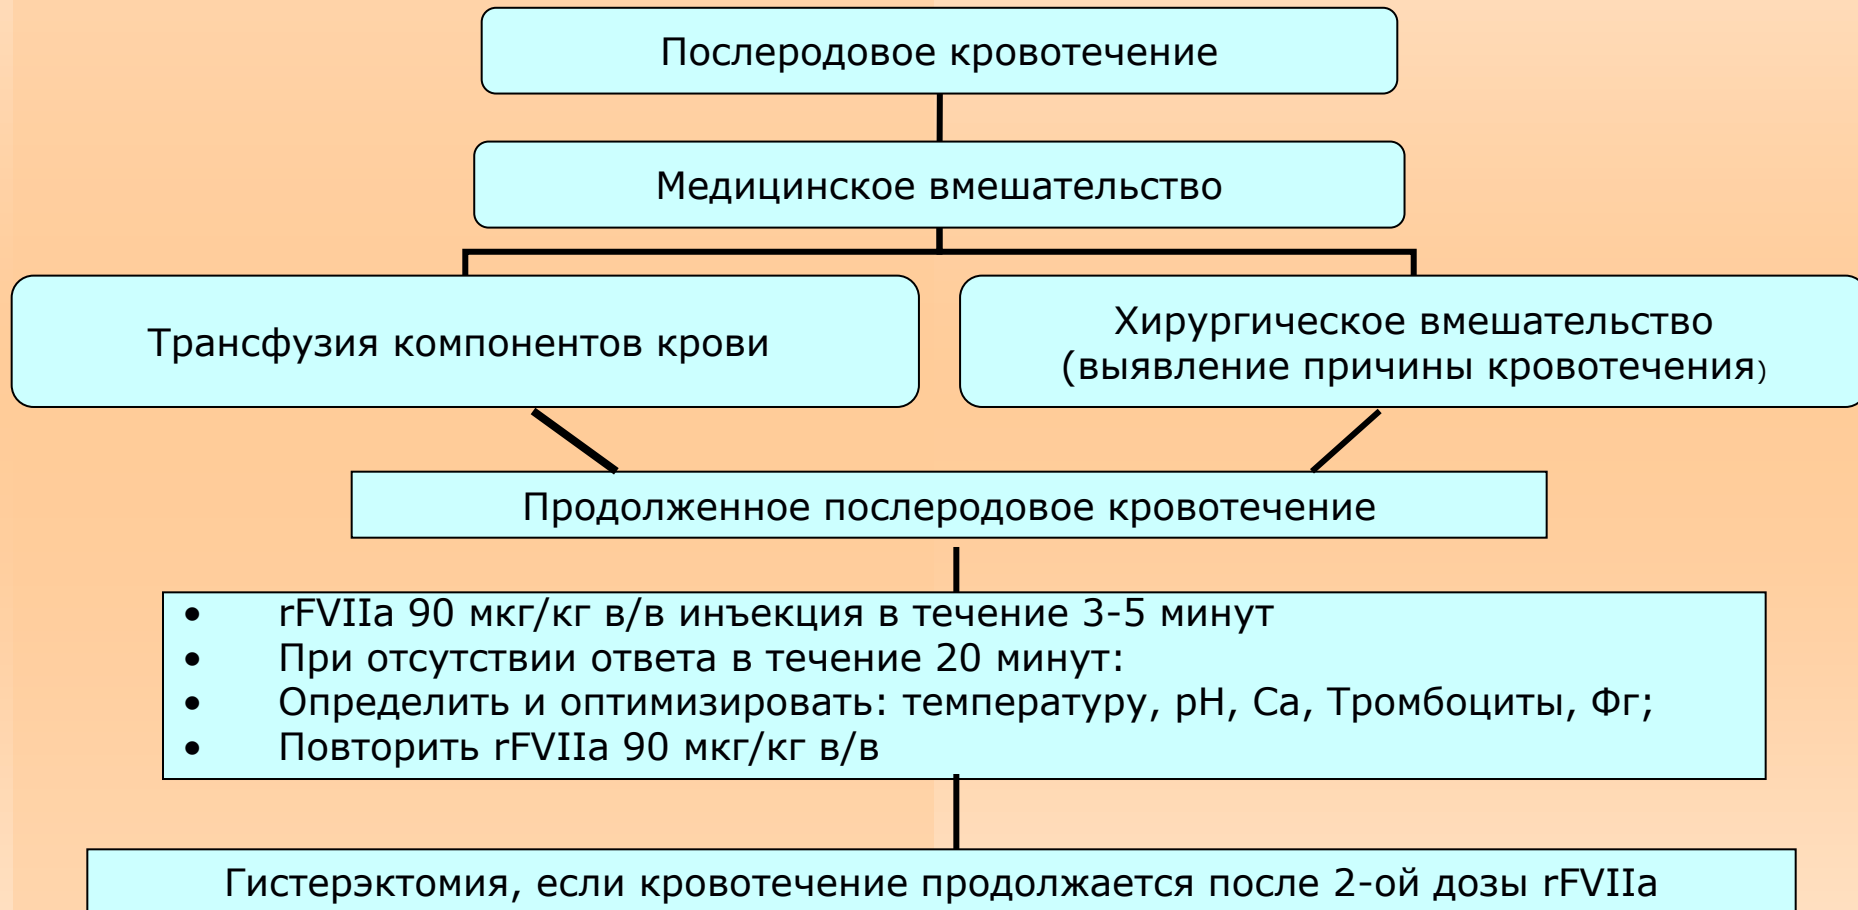 Послеродовое кровотечение
Медицинское вмешательство
Трансфузия компонентов крови
Хирургическое вмешательство
(выявление причины кровотечения)
Продолженное послеродовое кровотечение
• rFVIIa 90 мкг/кг в/в инъекция в течение 3-5 минут
• При отсутствии ответа в течение 20 минут:
• Определить и оптимизировать: температуру, pH, Ca, Тромбоциты, Фг;
• Повторить rFVIIa 90 мкг/кг в/в
Гистерэктомия, если кровотечение продолжается после 2-ой дозы rFVIIa